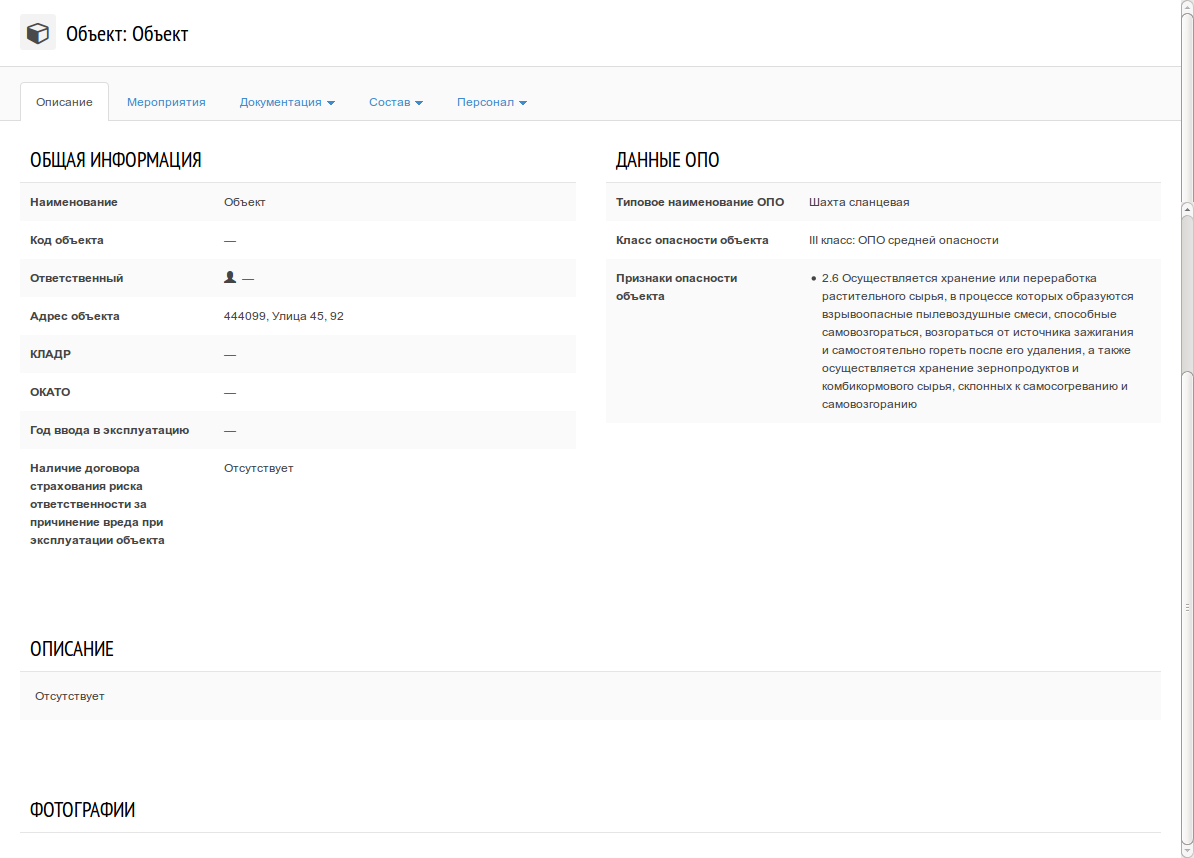 Объект: Объект
Описание
Мероприятия
Документация
Состав
Персонал
ОБЩАЯ ИНФОРМАЦИЯ
Наименование Объект
Код объекта —
Ответственный —
Адрес объекта 444099, Улица 45, 92
КЛАДР —
ОКАТО —
Год ввода в эксплуатацию —
Наличие договора Отсутствует
страхования риска
ответственности за
причинение вреда при
эксплуатации объекта
ДАННЫЕ ОПО
Типовое наименование ОПО Шахта сланцевая
Класс опасности объекта III класс: ОПО средней опасности
Признаки опасности
объекта
• 2.6 Осуществляется хранение или переработка
растительного сырья, в процессе которых образуются
взрывоопасные пылевоздушные смеси, способные
самовозгораться, возгораться от источника зажигания
и самостоятельно гореть после его удаления, а также
осуществляется хранение зернопродуктов и
комбикормового сырья, склонных к самосогреванию и
самовозгоранию
ОПИСАНИЕ
Отсутствует
ФОТОГРАФИИ